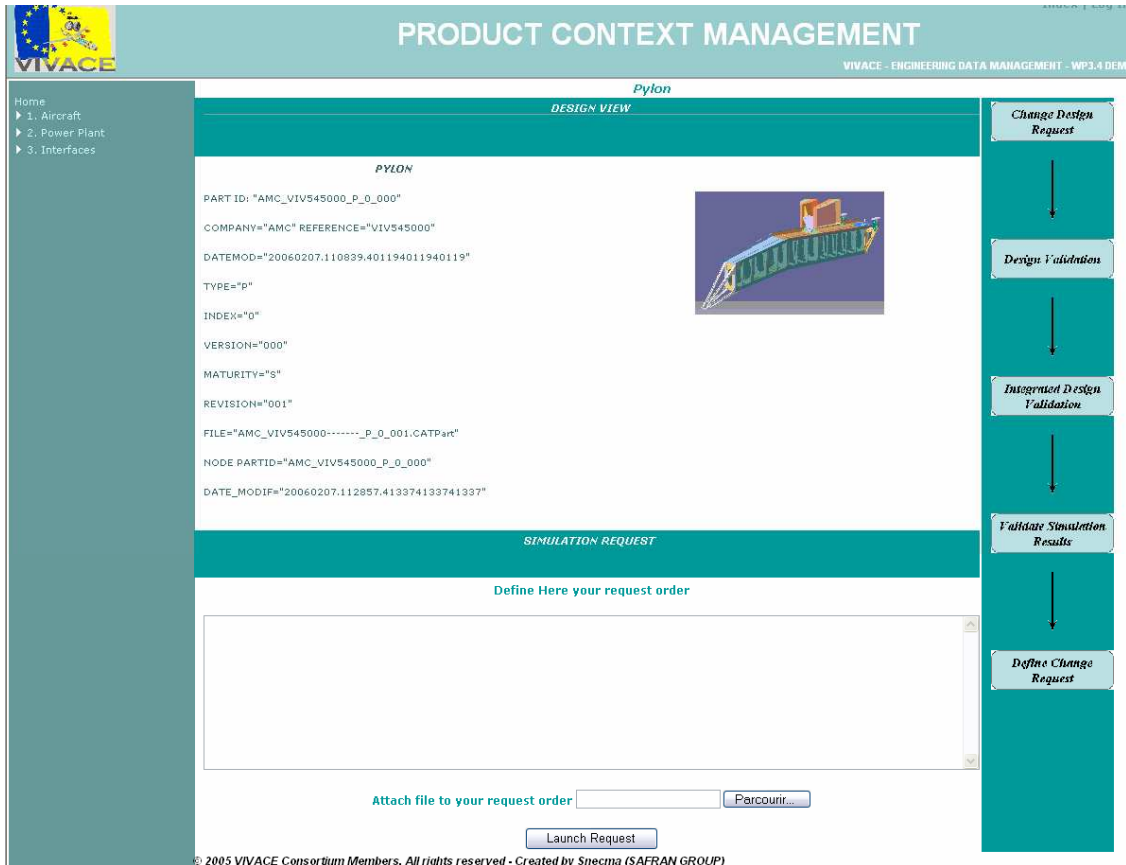 Index | Log
VIVACE
PRODUCT CONTEXT MANAGEMENT
VIVACE - ENGINEERING DATA MANAGEMENT - WP3.4 DEM
Home
1. Aircraft
2. Power Plant
3. Interfaces
Pylon
DESIGN VIEW
PYLON
PART ID: "AMC_VIV545000_P_0_000"
COMPANY="AMC" REFERENCE="VIV545000"
DATEMOD="20060207.110839.401194011940119"
TYPE="P"
INDEX="0"
VERSION="000"
MATURITY="S"
REVISION="001"
FILE="AMC_VIV545000-------_P_0_001.CATPart"
NODE PARTID="AMC_VIV545000_P_0_000"
DATE_MODIF="20060207.112857.413374133741337"
SIMULATION REQUEST
Define Here your request order
Attach file to your request order
Parcourir...
Launch Request
© 2005 VIVACE Consortium Members, All rights reserved - Created by Snecma (SAFRAN GROUP)
Change Design
Request
Design Validation
Integrated Design
Validation
Validate Simulation
Results
Define Change
Request